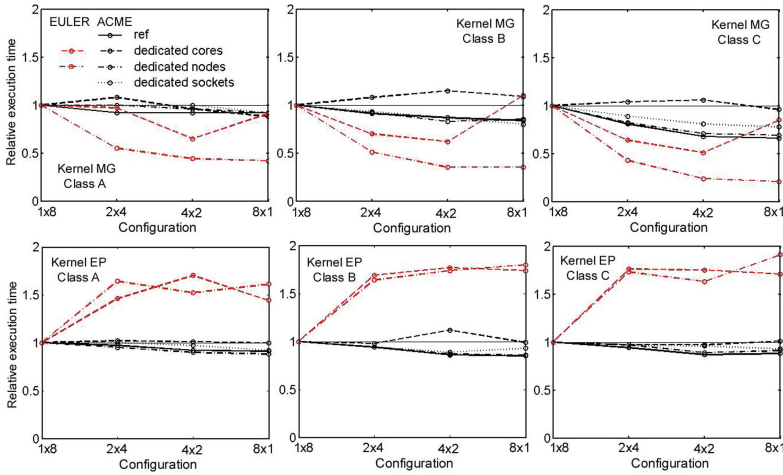 2
EULER ACME
ref
dedicated cores
dedicated nodes
dedicated sockets
1.5
1
0.5
0
Relative execution time
Kernel MG
Class A
1x8 2x4 4x2 8x1
Configuration
2
1.5
1
0.5
0
Kernel MG
Class B
1x8 2x4 4x2 8x1
Configuration
2
1.5
1
0.5
0
Kernel MG
Class C
1x8 2x4 4x2 8x1
Configuration
2
1.5
1
0.5
0
Relative execution time
Kernel EP
Class A
1x8 2x4 4x2 8x1
Configuration
2
1.5
1
0.5
0
Kernel EP
Class B
1x8 2x4 4x2 8x1
Configuration
2
1.5
1
0.5
0
Kernel EP
Class C
1x8 2x4 4x2 8x1
Configuration